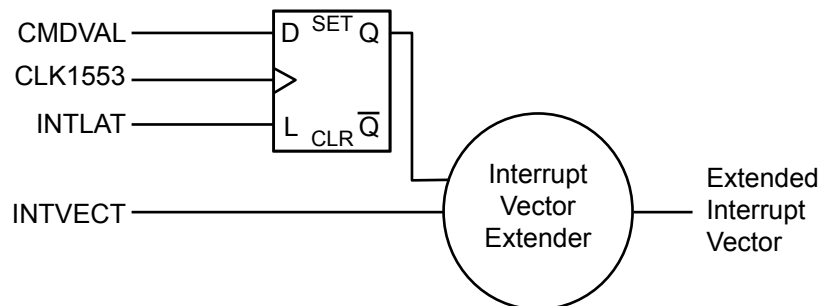 CMDVAL
CLK1553
INTLAT
INTVECT
D SET Q
L CLR Q̅
Interrupt
Vector
Extender
Extended
Interrupt
Vector